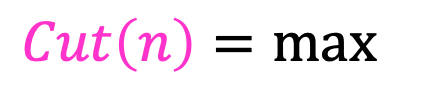 Cut(n) = max